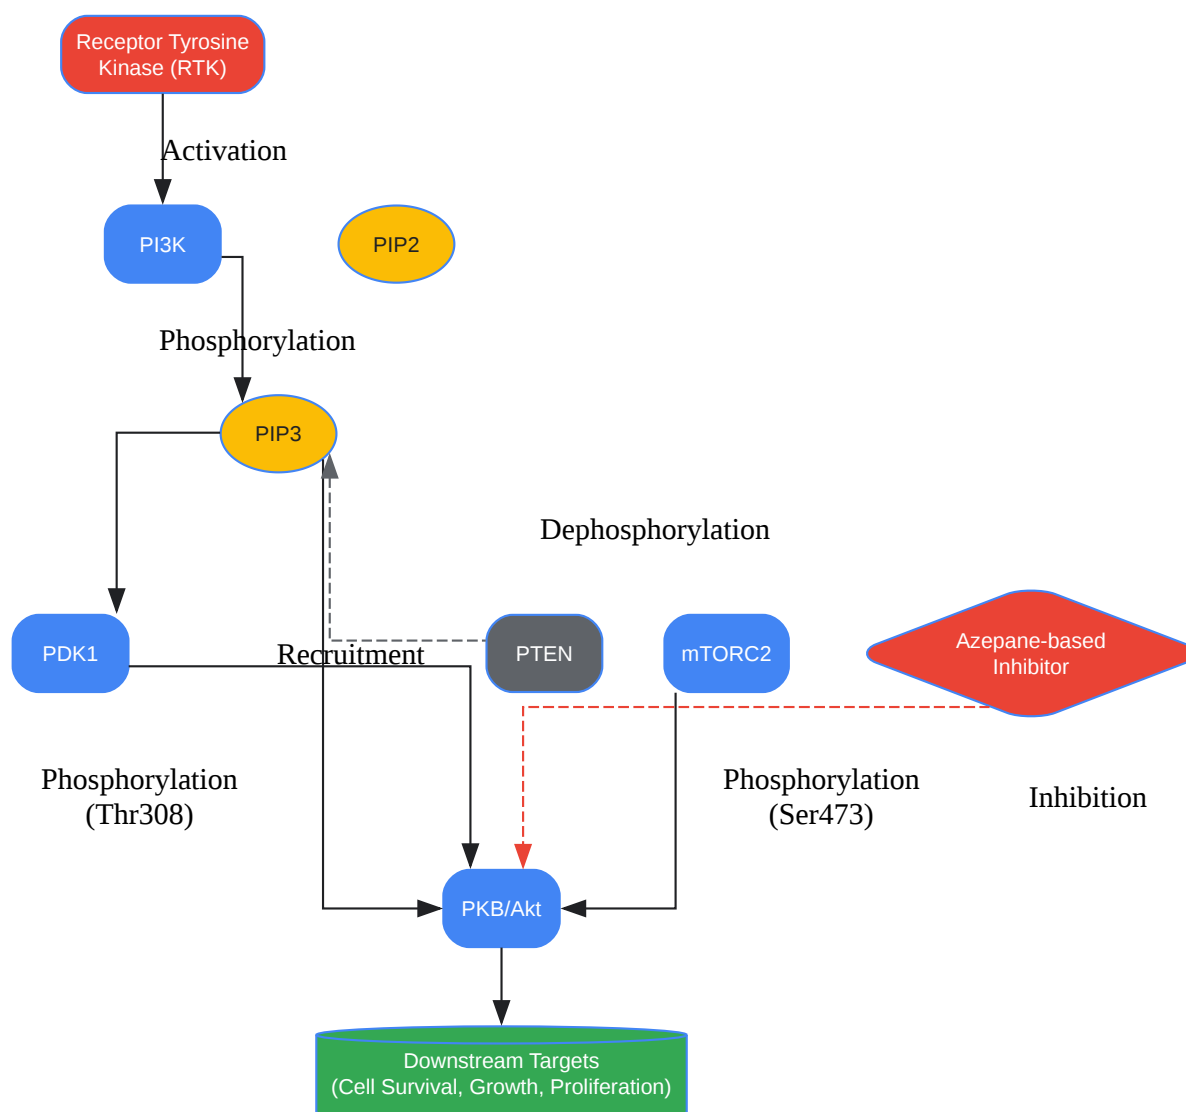 Receptor Tyrosine
Kinase (RTK)
Activation
PI3K
PIP2
Phosphorylation
PIP3
Dephosphorylation
PDK1
Recruitment
PTEN
mTORC2
Azepane-based
Inhibitor
Phosphorylation
(Thr308)
Phosphorylation
(Ser473)
Inhibition
PKB/Akt
Downstream Targets
(Cell Survival, Growth, Proliferation)